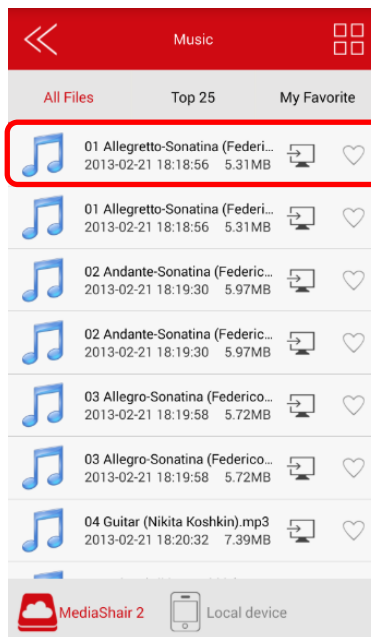 Music
All Files Top 25 My Favorite
01 Allegretto-Sonatina (Federi...
2013-02-21 18:18:56 5.31MB
01 Allegretto-Sonatina (Federi...
2013-02-21 18:18:56 5.31MB
02 Andante-Sonatina (Federic...
2013-02-21 18:19:30 5.97MB
02 Andante-Sonatina (Federic...
2013-02-21 18:19:30 5.97MB
03 Allegro-Sonatina (Federico...
2013-02-21 18:19:58 5.72MB
03 Allegro-Sonatina (Federico...
2013-02-21 18:19:58 5.72MB
04 Guitar (Nikita Koshkin).mp3
2013-02-21 18:20:32 7.39MB
MediaShair 2 Local device